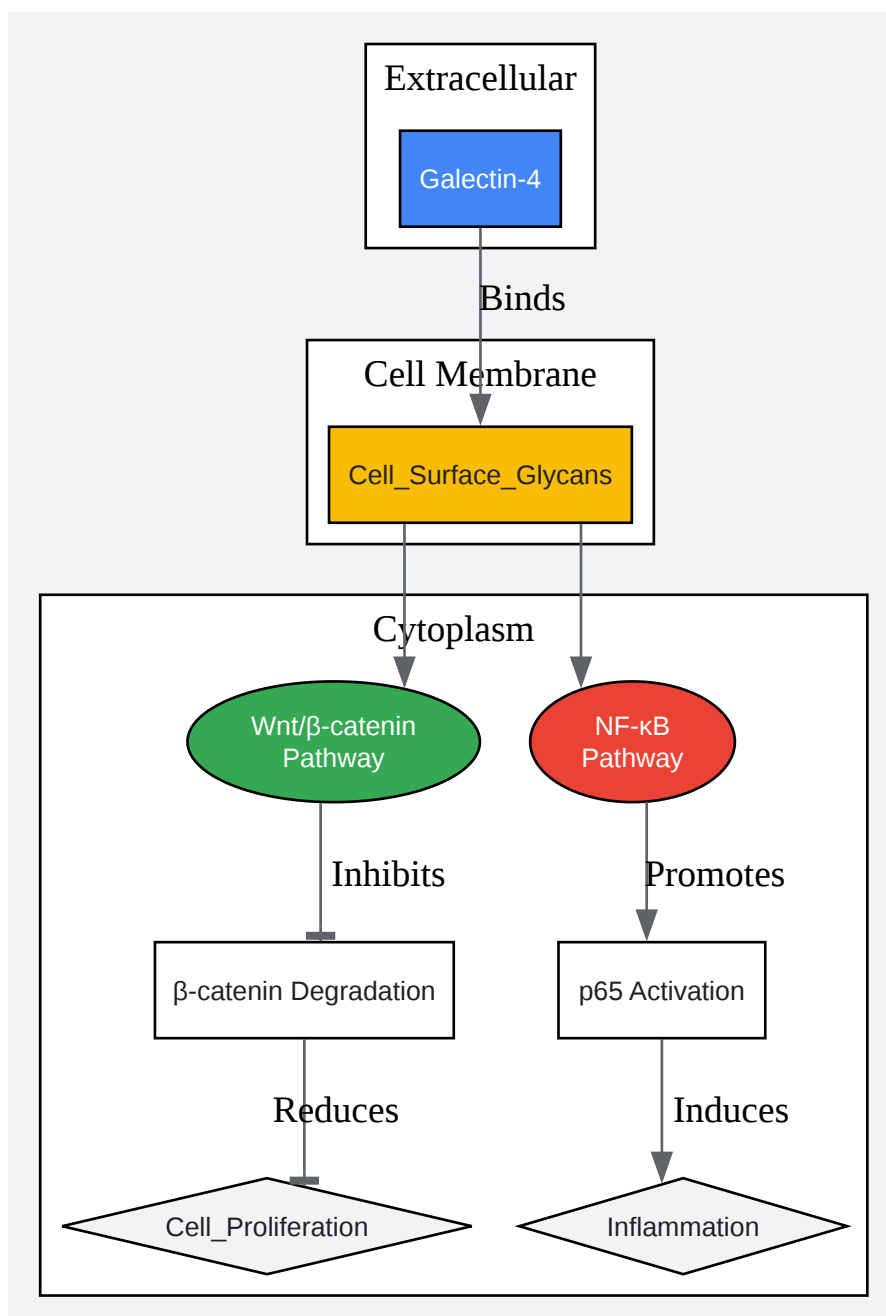 Extracellular
Galectin-4
Binds
Cell Membrane
Cell_Surface_Glycans
Cytoplasm
Wnt/β-catenin
Pathway
NF-κB
Pathway
Inhibits
Promotes
β-catenin Degradation
p65 Activation
Reduces
Induces
Cell_Proliferation
Inflammation